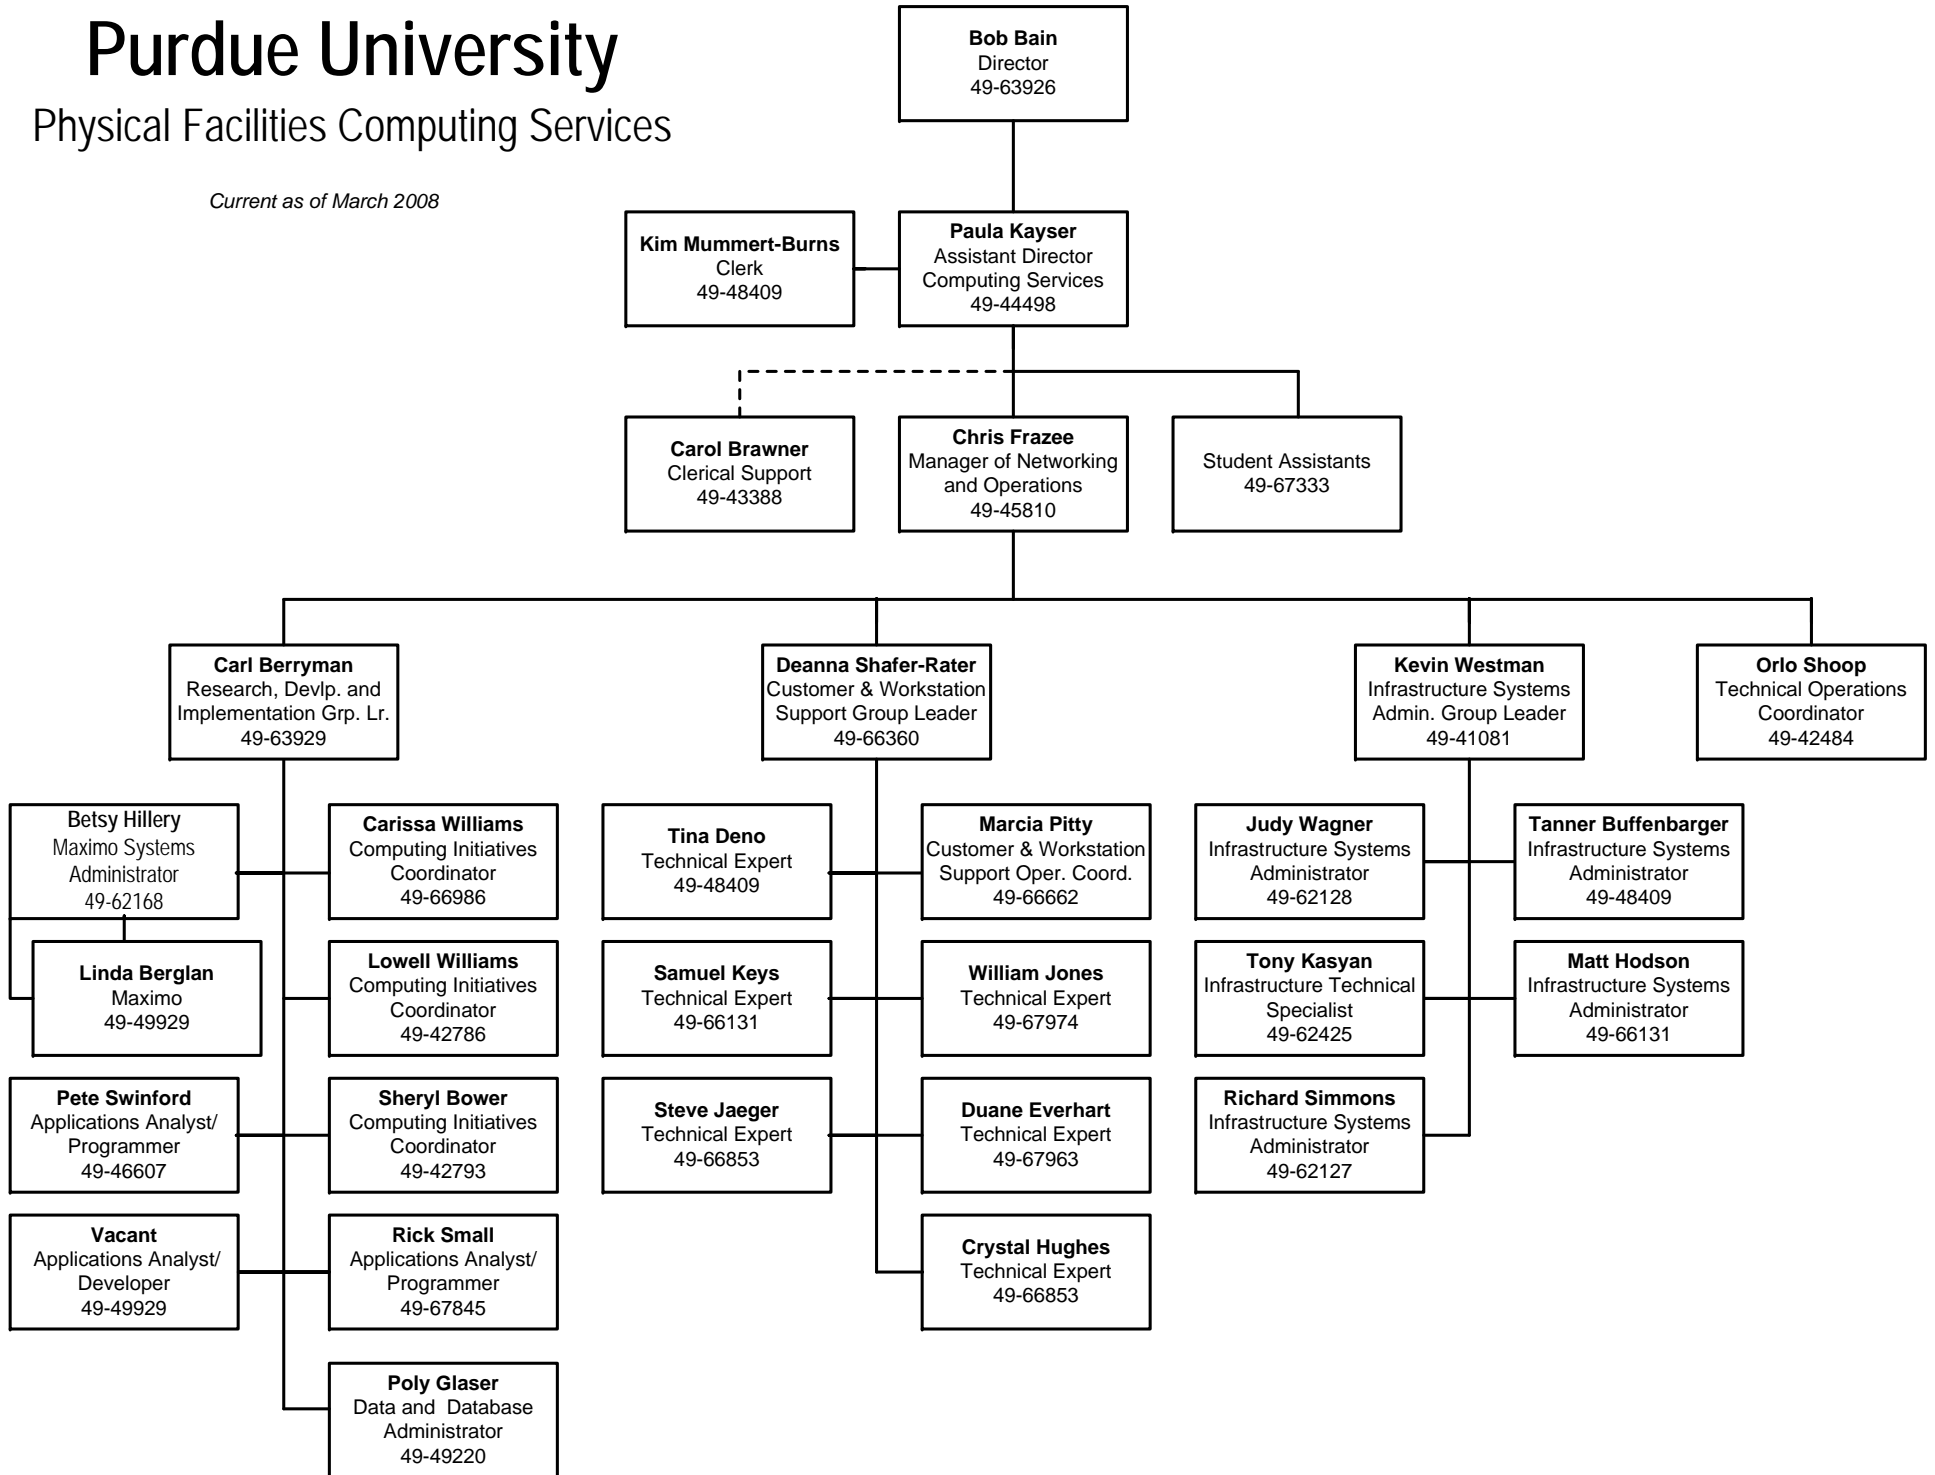 Purdue University
Physical Facilities Computing Services
Current as of March 2008
Bob Bain
Director
49-63926
Kim Mummert-Burns
Clerk
49-48409
Paula Kayser
Assistant Director
Computing Services
49-44498
Carol Brawner
Clerical Support
49-43388
Chris Frazee
Manager of Networking
and Operations
49-45810
Student Assistants
49-67333
Carl Berryman
Research, Devlp. and
Implementation Grp. Lr.
49-63929
Deanna Shafer-Rater
Customer & Workstation
Support Group Leader
49-66360
Kevin Westman
Infrastructure Systems
Admin. Group Leader
49-41081
Orlo Shoop
Technical Operations
Coordinator
49-42484
Betsy Hillery
Maximo Systems
Administrator
49-62168
Carissa Williams
Computing Initiatives
Coordinator
49-66986
Tina Deno
Technical Expert
49-48409
Marcia Pitty
Customer & Workstation
Support Oper. Coord.
49-66662
Judy Wagner
Infrastructure Systems
Administrator
49-62128
Tanner Buffenbarger
Infrastructure Systems
Administrator
49-48409
Linda Berglan
Maximo
49-49929
Lowell Williams
Computing Initiatives
Coordinator
49-42786
Samuel Keys
Technical Expert
49-66131
William Jones
Technical Expert
49-67974
Tony Kasyan
Infrastructure Technical
Specialist
49-62425
Matt Hodson
Infrastructure Systems
Administrator
49-66131
Pete Swinford
Applications Analyst/
Programmer
49-46607
Sheryl Bower
Computing Initiatives
Coordinator
49-42793
Steve Jaeger
Technical Expert
49-66853
Duane Everhart
Technical Expert
49-67963
Richard Simmons
Infrastructure Systems
Administrator
49-62127
Vacant
Applications Analyst/
Developer
49-49929
Rick Small
Applications Analyst/
Programmer
49-67845
Crystal Hughes
Technical Expert
49-66853
Poly Glaser
Data and Database
Administrator
49-49220